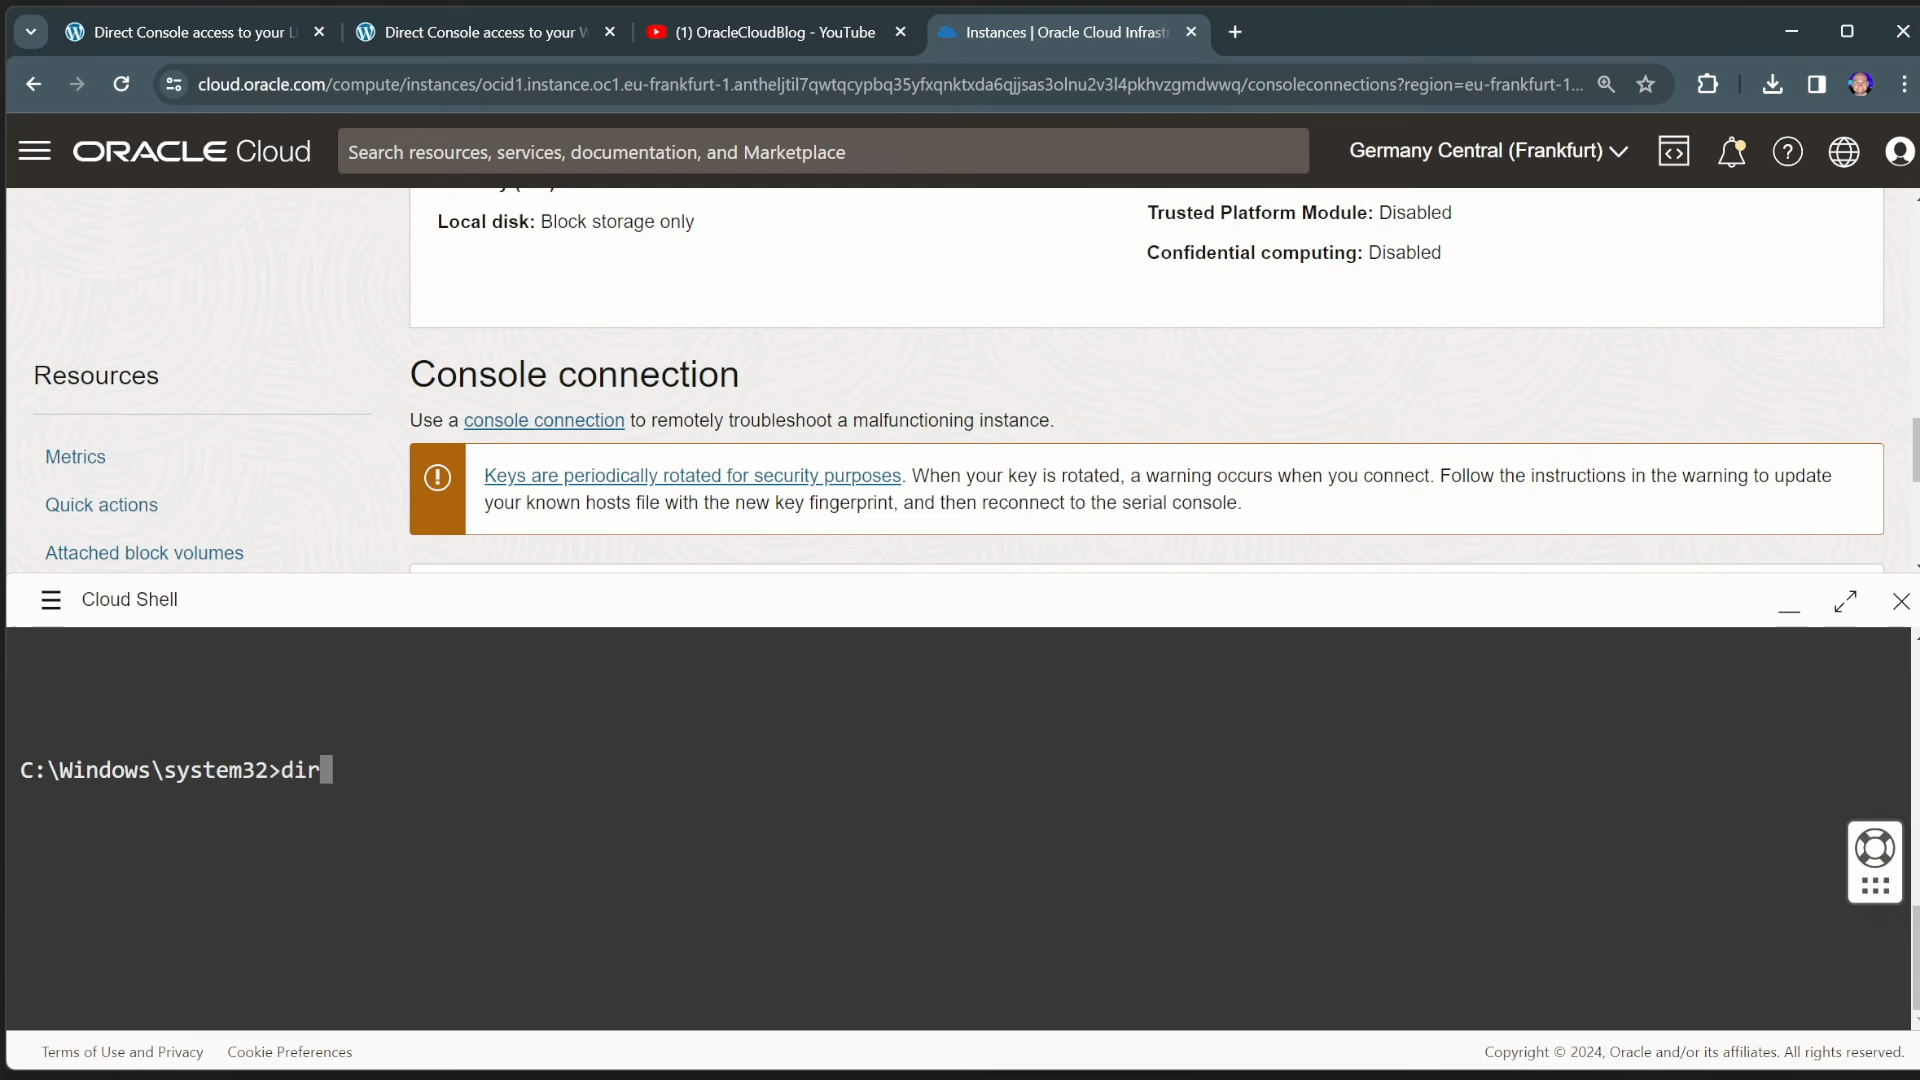 Direct Console access to your Li
Direct Console access to your W
(1) OracleCloudBlog - YouTube
Instances | Oracle Cloud Infrast
cloud.oracle.com/compute/instances/ocid1.instance.oc1.eu-frankfurt-1.antheljtil7qwtqcypbq35yfxqnktxda6qjjsas3olnu2v3l4pkhvzgmdwwq/consoleconnections?region=eu-frankfurt-1...
ORACLE Cloud
Search resources, services, documentation, and Marketplace
Germany Central (Frankfurt)
Local disk: Block storage only
Trusted Platform Module: Disabled
Confidential computing: Disabled
Resources
Metrics
Quick actions
Attached block volumes
Console connection
Use a console connection to remotely troubleshoot a malfunctioning instance.
Keys are periodically rotated for security purposes. When your key is rotated, a warning occurs when you connect. Follow the instructions in the warning to update
your known hosts file with the new key fingerprint, and then reconnect to the serial console.
Cloud Shell
C:\Windows\system32>dir
Terms of Use and Privacy
Cookie Preferences
Copyright © 2024, Oracle and/or its affiliates. All rights reserved.